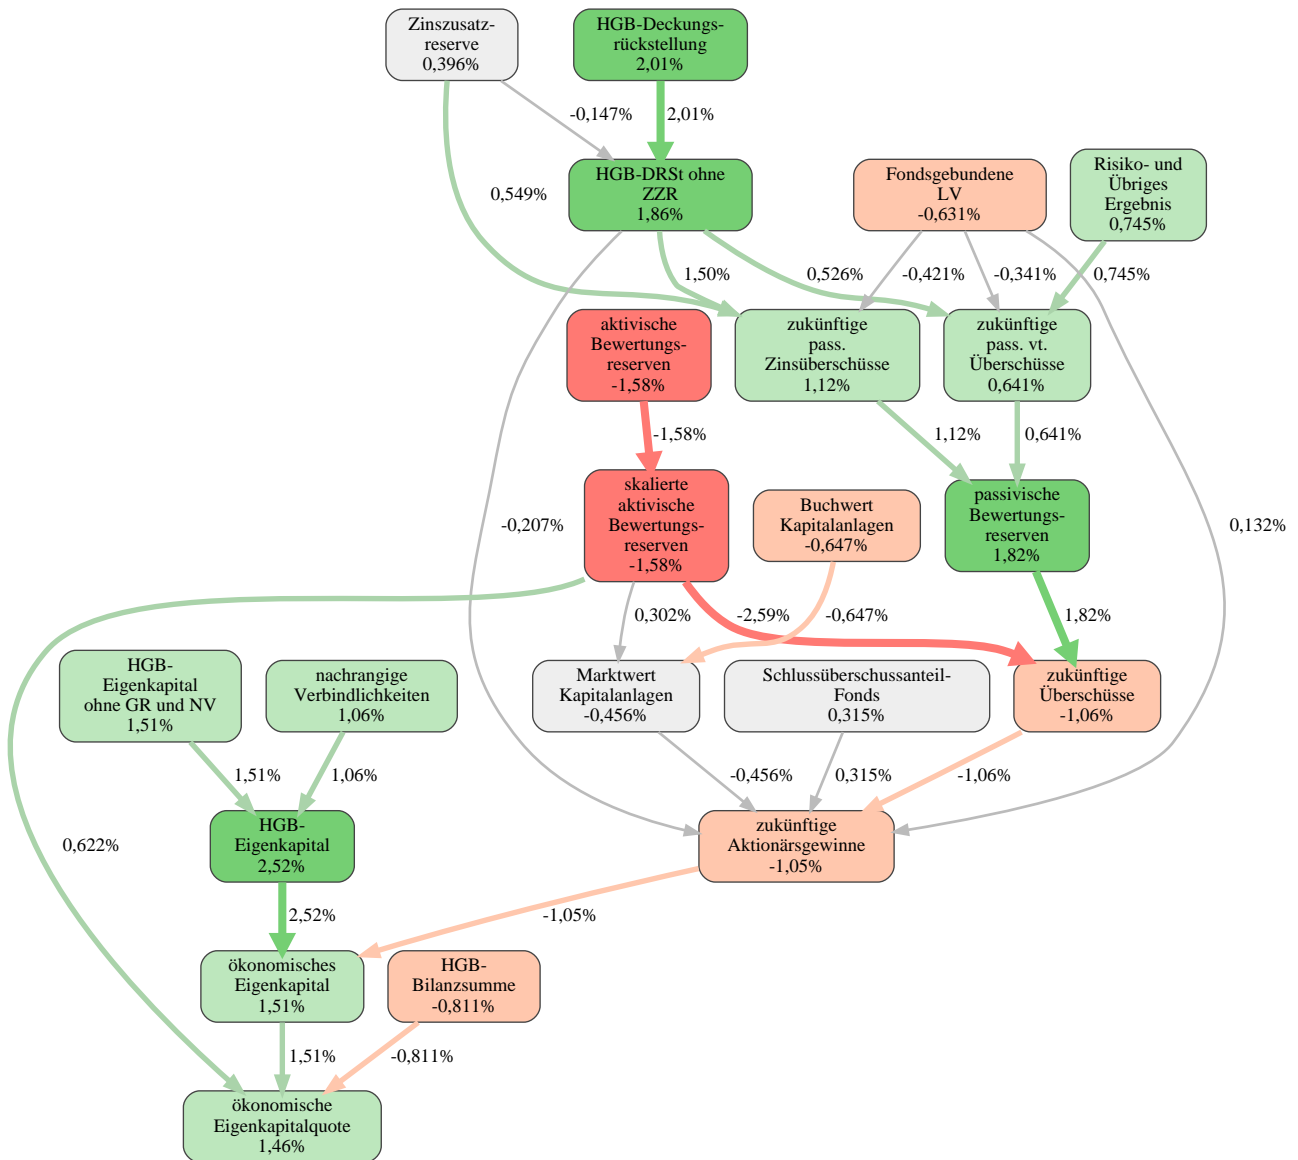 Zinszusatz-
reserve
0,396%
HGB-Deckungs-
rückstellung
2,01%
-0,147%
2,01%
HGB-DRSt ohne
ZZR
1,86%
Fondsgebundene
LV
-0,631%
Risiko- und
Übriges
Ergebnis
0,745%
0,549%
1,50%
0,526%
-0,421%
-0,341%
0,745%
aktivische
Bewertungs-
reserven
-1,58%
zukünftige
pass.
Zinsüberschüsse
1,12%
zukünftige
pass. vt.
Überschüsse
0,641%
-1,58%
1,12%
0,641%
skalierte
aktivische
Bewertungs-
reserven
-1,58%
Buchwert
Kapitalanlagen
-0,647%
passivische
Bewertungs-
reserven
1,82%
-0,207%
0,132%
0,302%
-2,59%
-0,647%
1,82%
HGB-
Eigenkapital
ohne GR und NV
1,51%
nachrangige
Verbindlichkeiten
1,06%
Marktwert
Kapitalanlagen
-0,456%
Schlussüberschussanteil-
Fonds
0,315%
zukünftige
Überschüsse
-1,06%
1,51%
1,06%
-0,456%
0,315%
-1,06%
0,622%
HGB-
Eigenkapital
2,52%
zukünftige
Aktionärsgewinne
-1,05%
2,52%
-1,05%
ökonomisches
Eigenkapital
1,51%
HGB-
Bilanzsumme
-0,811%
1,51%
-0,811%
ökonomische
Eigenkapitalquote
1,46%